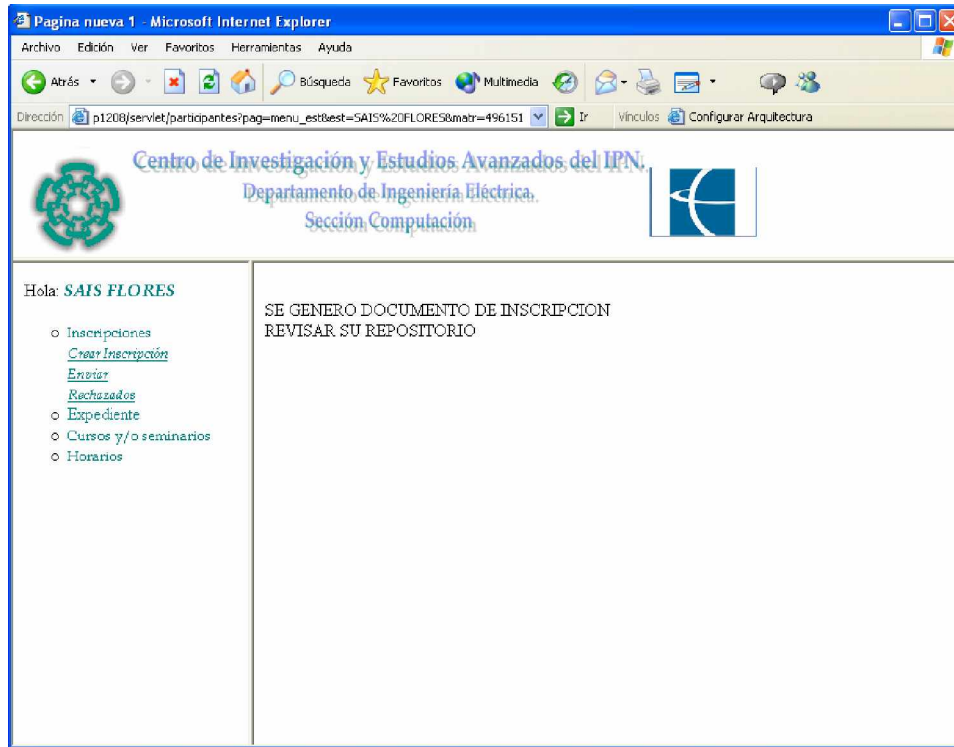 Pagina nueva 1 - Microsoft Internet Explorer
Archivo Edición Ver Favoritos Herramientas Ayuda
Atrás Búsqueda Favoritos Multimedia
Dirección p1208/servlet/participantes?pag=menu_est&est=SAIS%20FLORES&matr=496151 Ir Vínculos Configurar Arquitectura
Centro de Investigación y Estudios Avanzados del IPN.
Departamento de Ingeniería Eléctrica.
Sección Computación
Hola: SAIS FLORES
Inscripciones
Crear Inscripción
Enviar
Rechazados
Expediente
Cursos y/o seminarios
Horarios
SE GENERO DOCUMENTO DE INSCRIPCION
REVISAR SU REPOSITORIO